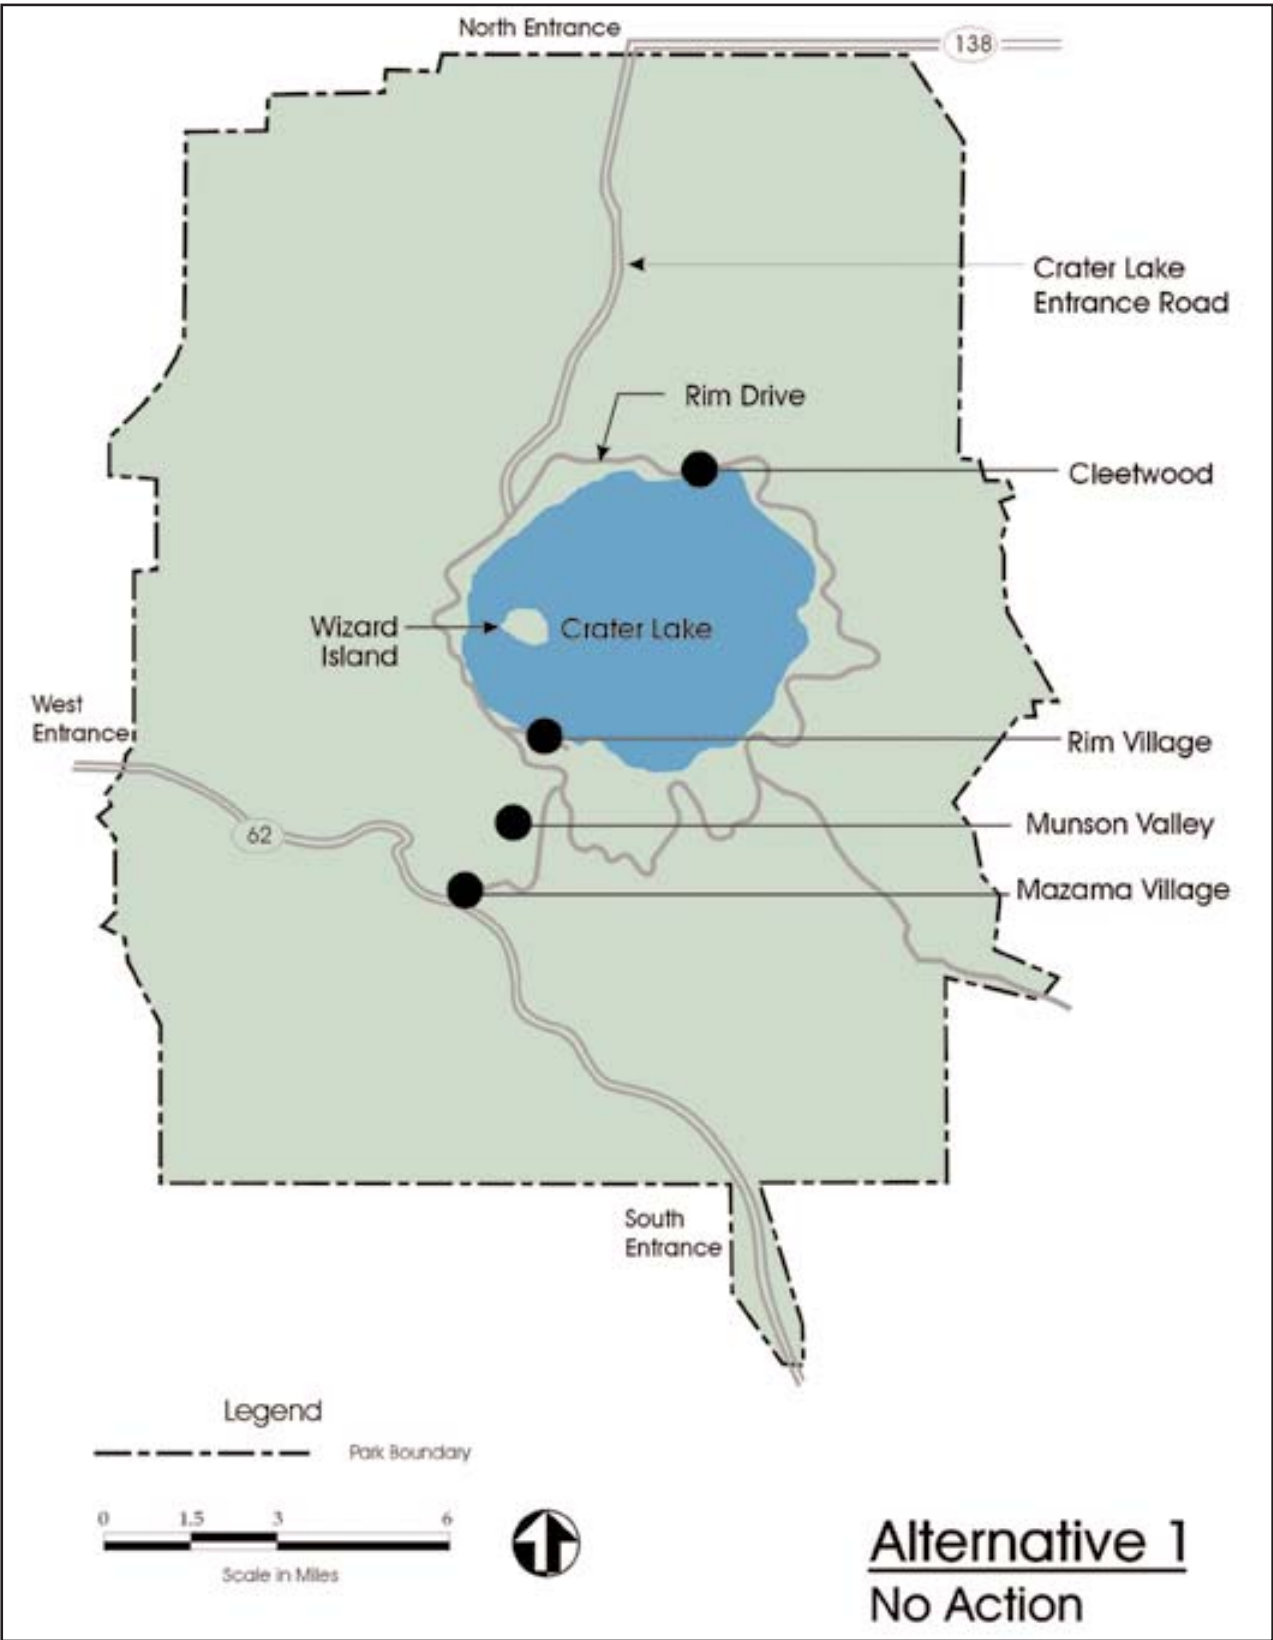 North Entrance
138
Crater Lake
Entrance Road
Rim Drive
Cleetwood
Wizard
Island
Crater Lake
West
Entrance
Rim Village
Munson Valley
62
Mazama Village
South
Entrance
Legend
Park Boundary
0 1.5 3 6
Scale in Miles
Alternative 1
No Action